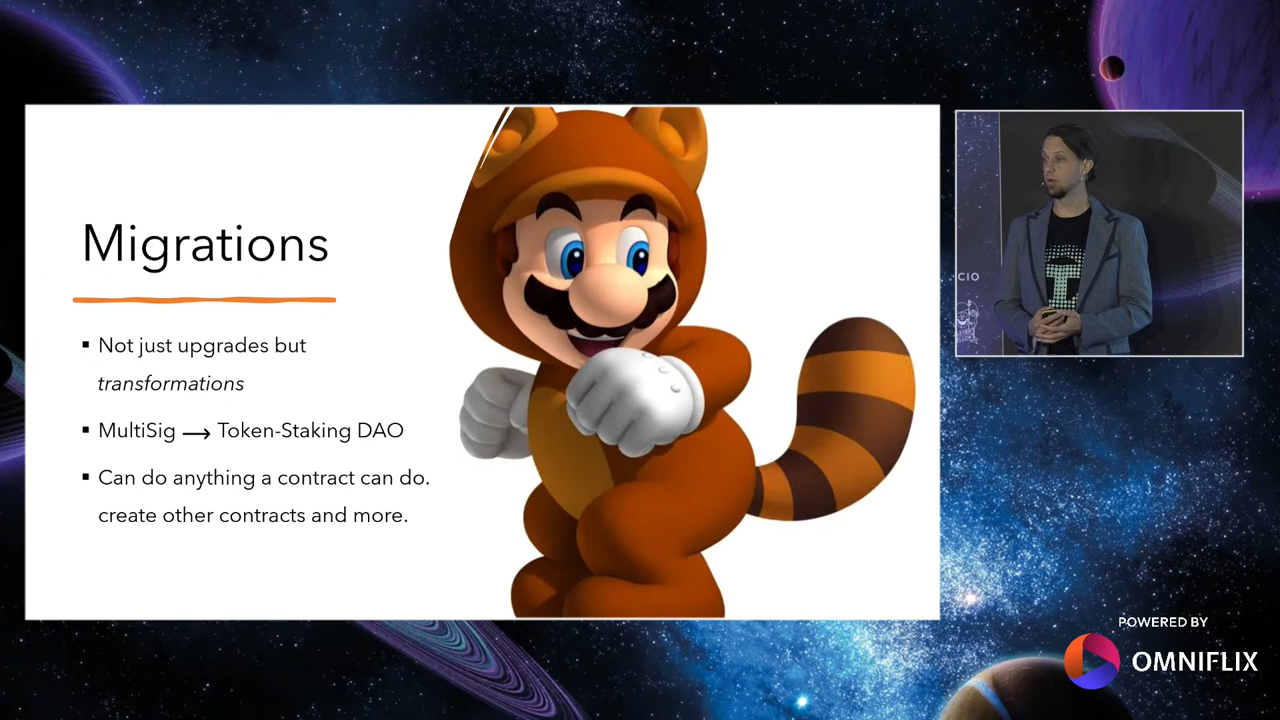 Migrations
▪ Not just upgrades but
transformations
▪ MultiSig ⟶ Token-Staking DAO
▪ Can do anything a contract can do.
create other contracts and more.
CIO
POWERED BY
OMNIFLIX